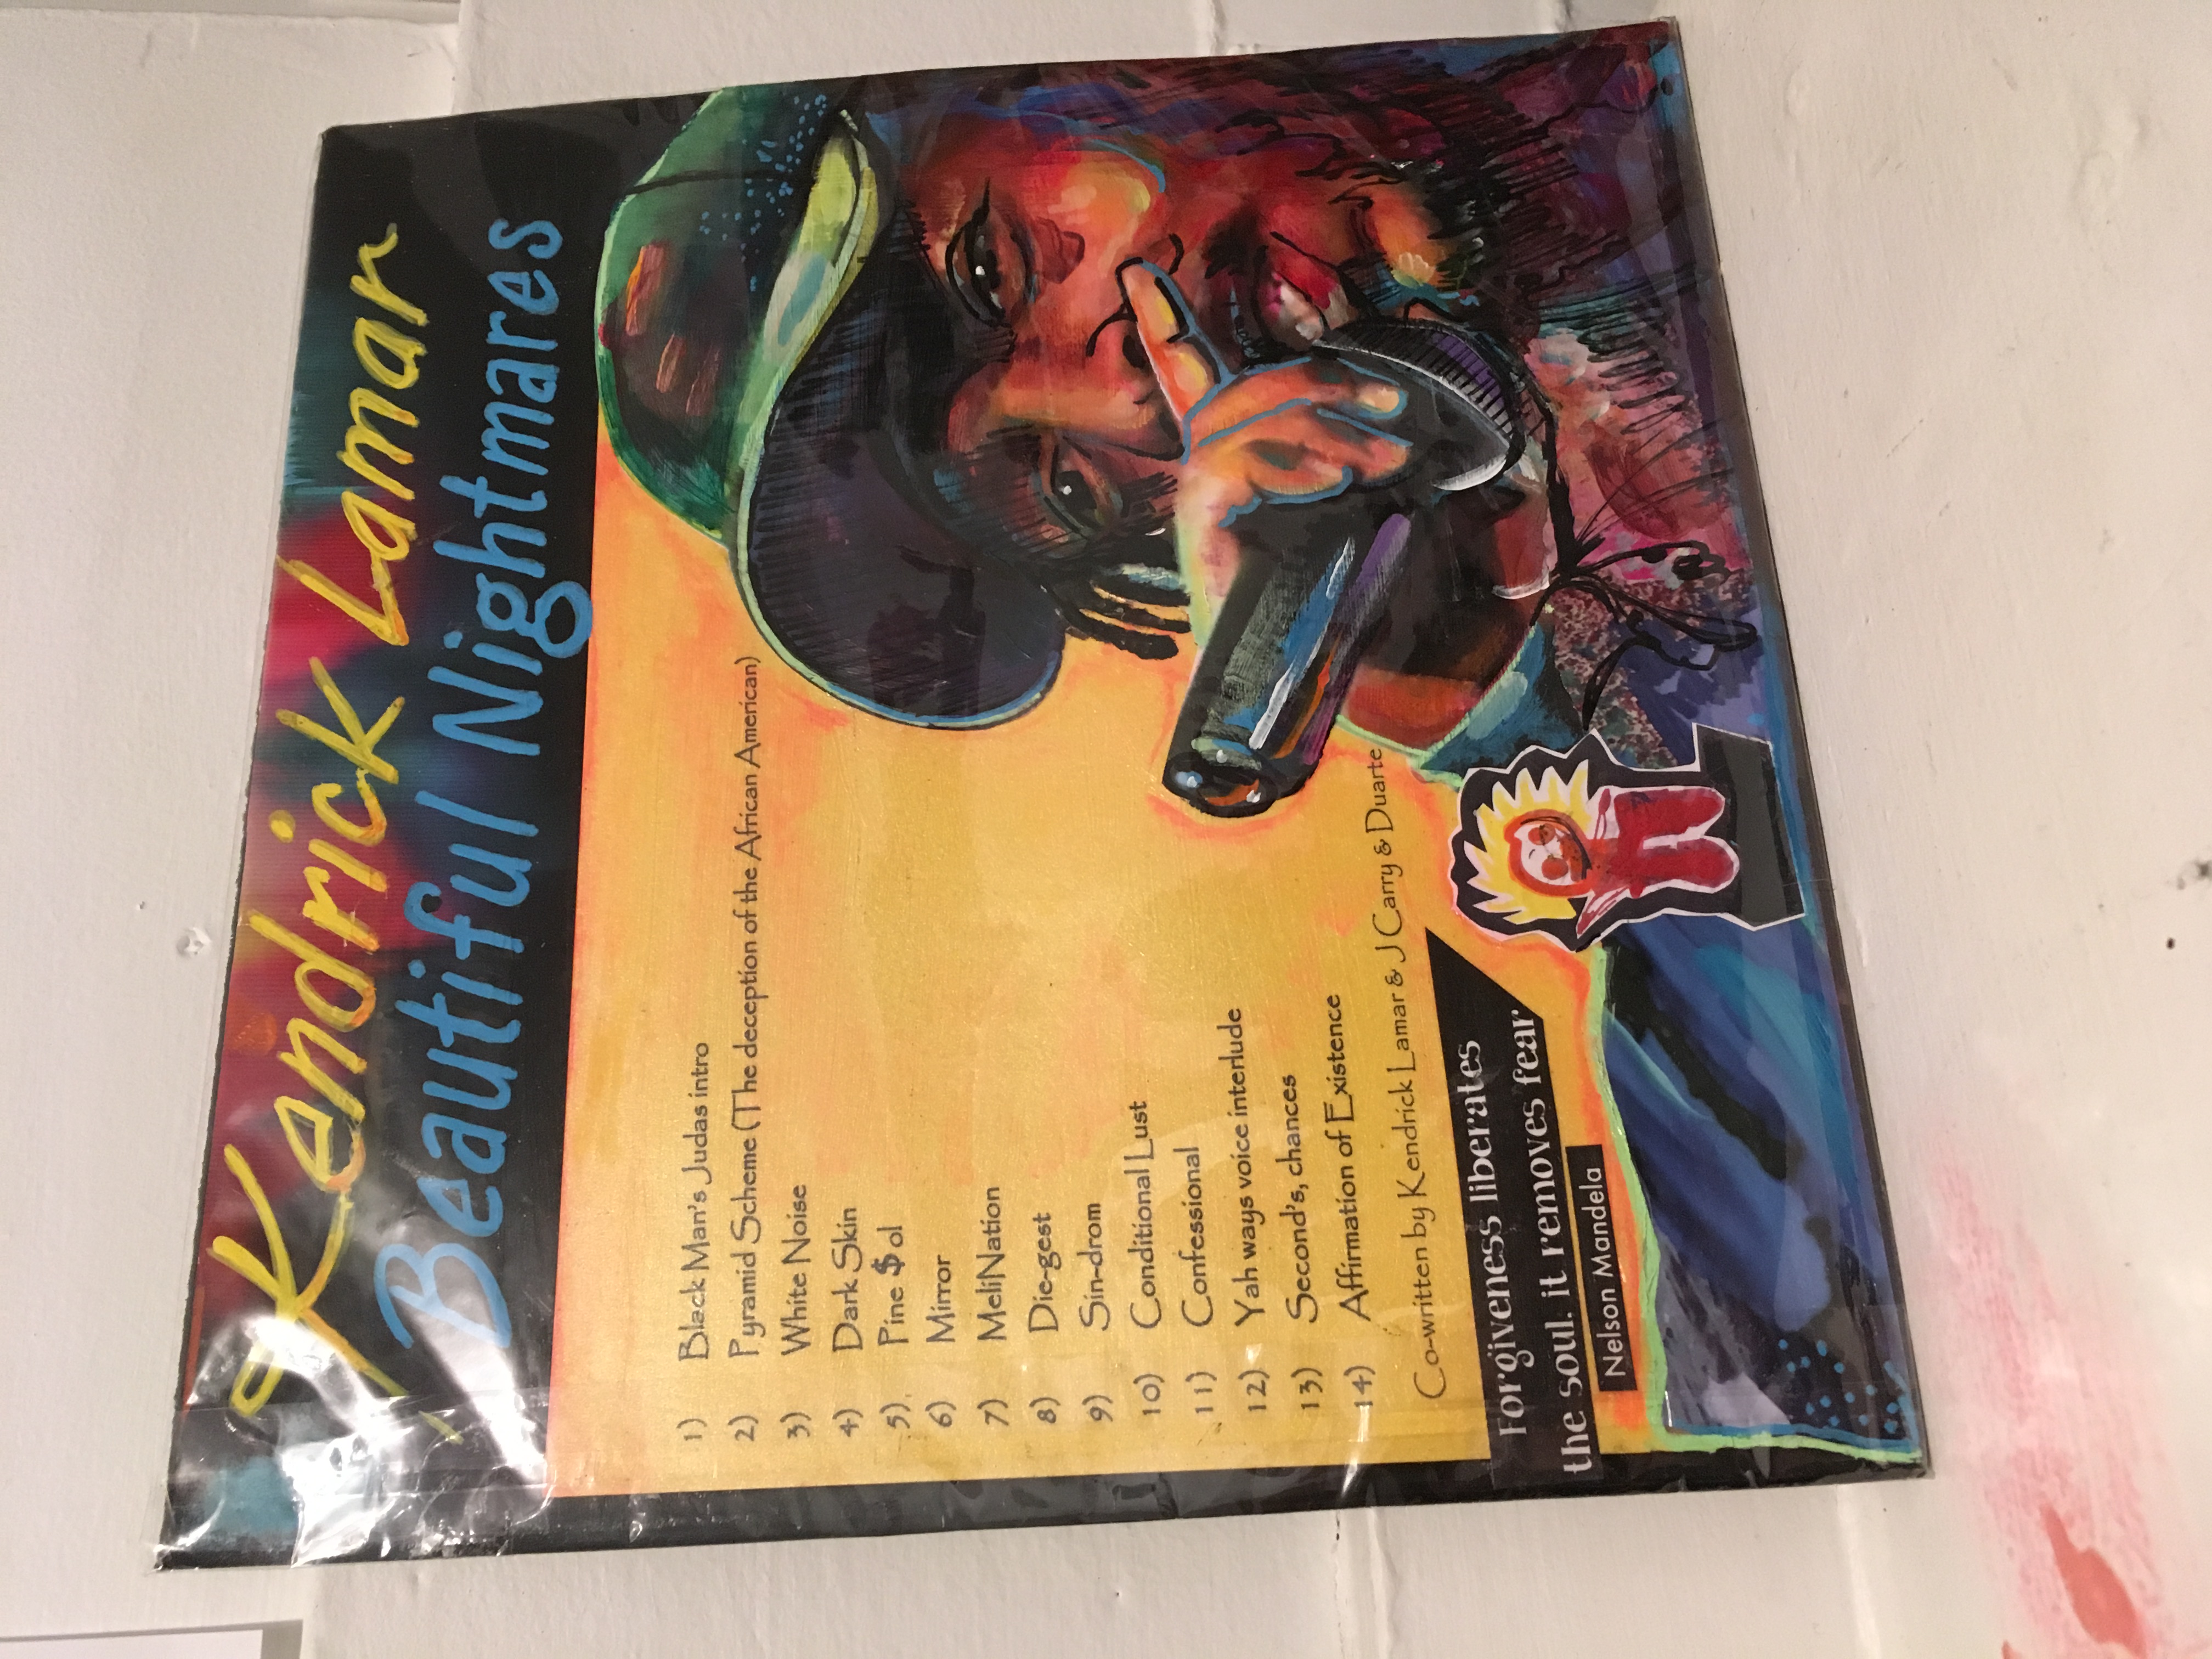 Kendrick Lamar
Beautiful Nightmares
1) Black Man's Judas intro
2) Pyramid Scheme (The deception of the African American)
3) White Noise
4) Dark Skin
5) Pine $ol
6) Mirror
7) MeliNation
8) Die-gest
9) Sin-drom
10) Conditional Lust
11) Confessional
12) Yah ways voice interlude
13) Second's, chances
14) Affirmation of Existence
Co-written by Kendrick Lamar & J Carry & Duarte
Forgiveness liberates
the soul. it removes fear
Nelson Mandela